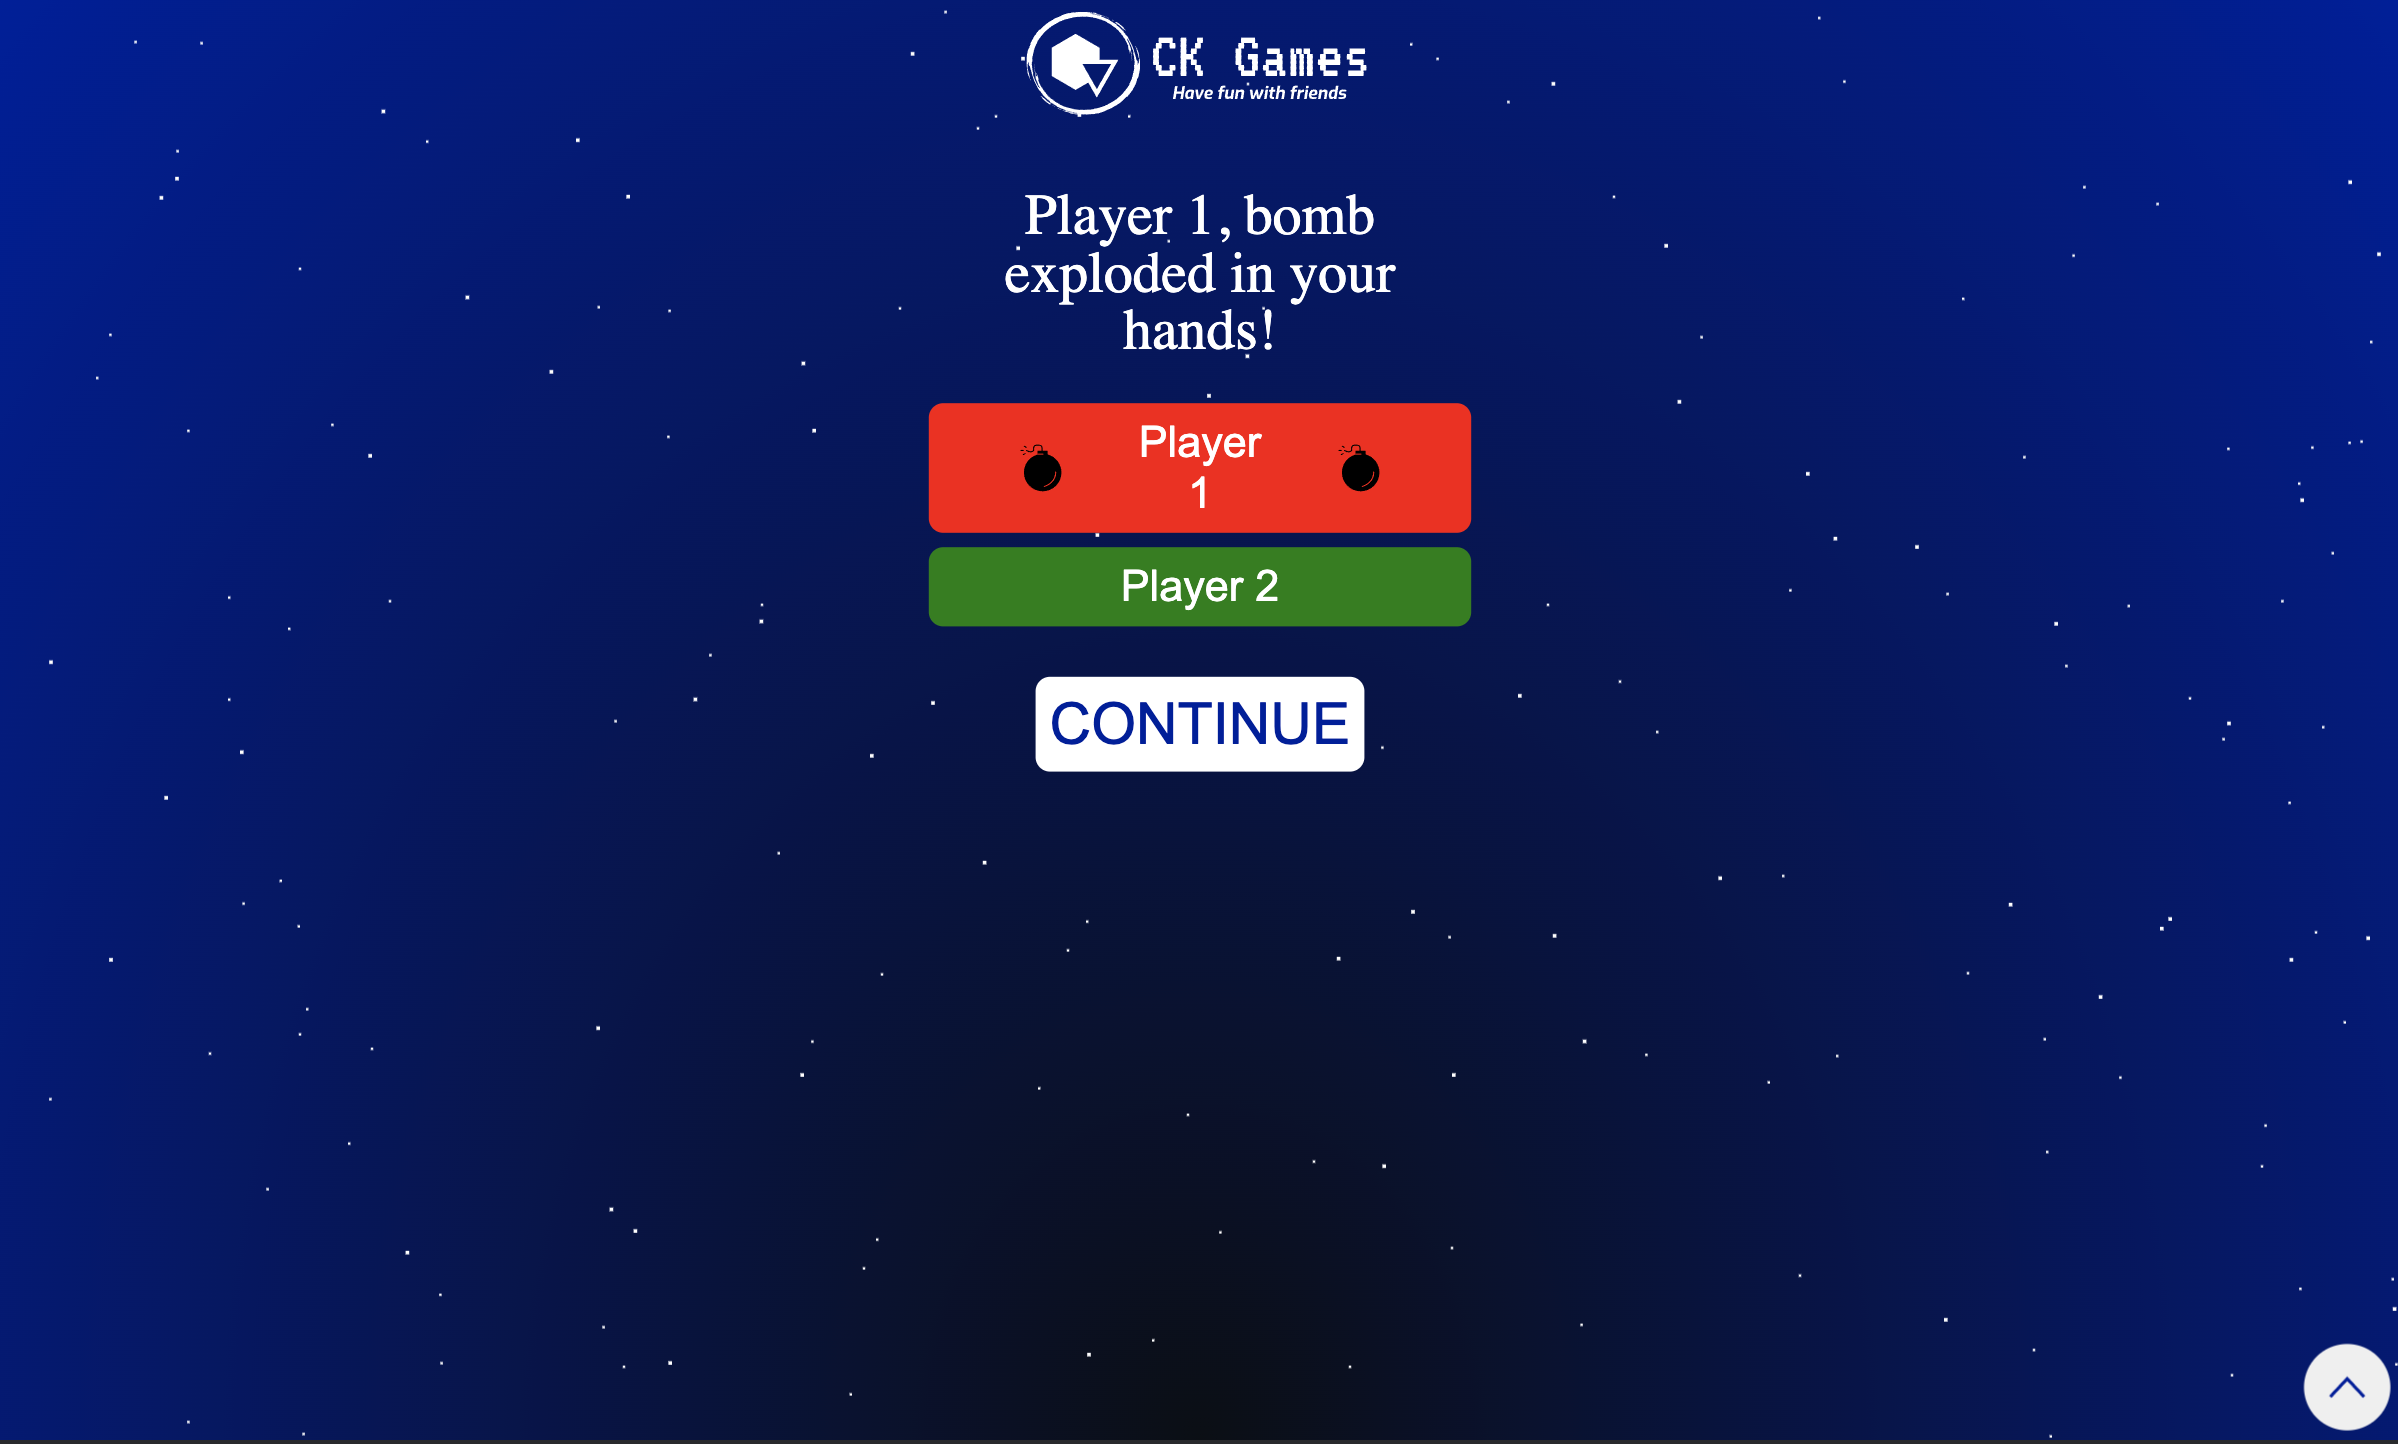 CK Games
Have fun with friends
Player 1, bomb
exploded in your
hands!
Player
1
Player 2
CONTINUE